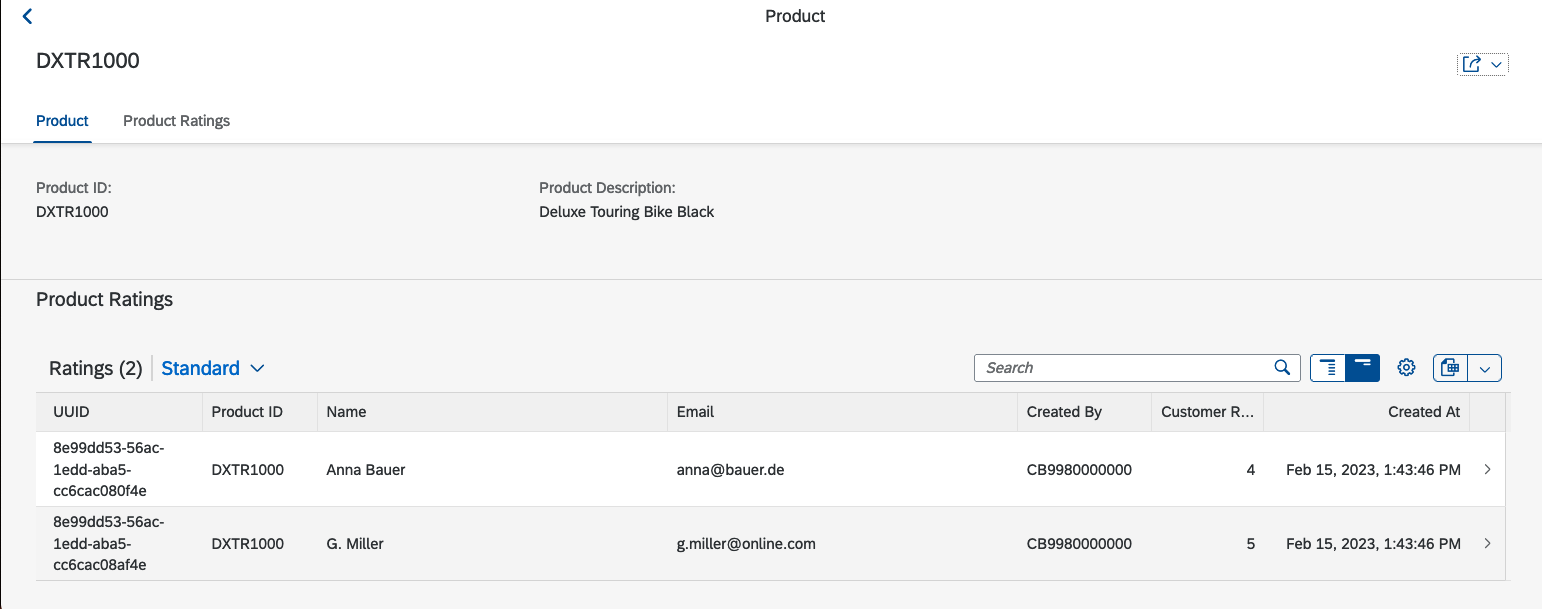 Product
DXTR1000
Product Product Ratings
Product ID: Product Description:
DXTR1000 Deluxe Touring Bike Black
Product Ratings
Ratings (2) Standard Search
UUID Product ID Name Email Created By Customer R... Created At
8e99dd53-56ac-
1edd-aba5- DXTR1000 Anna Bauer anna@bauer.de CB9980000000 4 Feb 15, 2023, 1:43:46 PM
cc6cac080f4e
8e99dd53-56ac-
1edd-aba5- DXTR1000 G. Miller g.miller@online.com CB9980000000 5 Feb 15, 2023, 1:43:46 PM
cc6cac08af4e